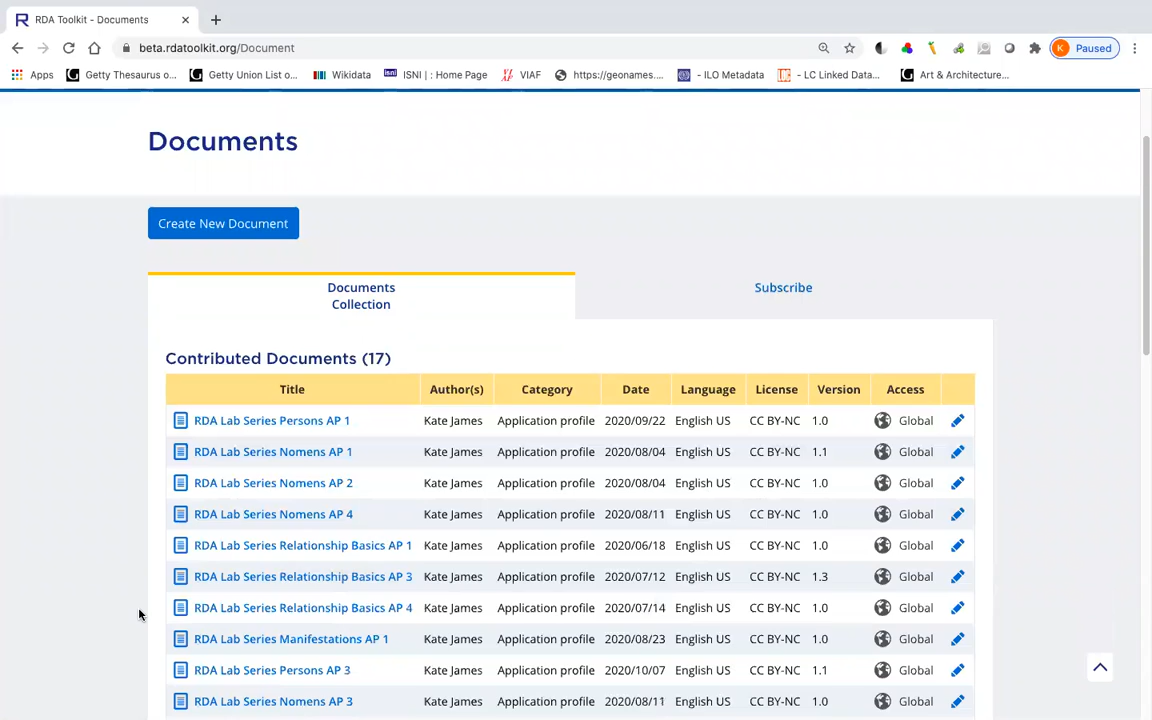 RDA Toolkit - Documents
beta.rdatoolkit.org/Document
K Paused
Apps Getty Thesaurus o... Getty Union List o... Wikidata ISNI | : Home Page VIAF https://geonames.... - ILO Metadata - LC Linked Data... Art & Architecture...
Documents
Create New Document
Documents
Collection
Subscribe
Contributed Documents (17)
Title Author(s) Category Date Language License Version Access
RDA Lab Series Persons AP 1 Kate James Application profile 2020/09/22 English US CC BY-NC 1.0 Global
RDA Lab Series Nomens AP 1 Kate James Application profile 2020/08/04 English US CC BY-NC 1.1 Global
RDA Lab Series Nomens AP 2 Kate James Application profile 2020/08/04 English US CC BY-NC 1.0 Global
RDA Lab Series Nomens AP 4 Kate James Application profile 2020/08/11 English US CC BY-NC 1.0 Global
RDA Lab Series Relationship Basics AP 1 Kate James Application profile 2020/06/18 English US CC BY-NC 1.0 Global
RDA Lab Series Relationship Basics AP 3 Kate James Application profile 2020/07/12 English US CC BY-NC 1.3 Global
RDA Lab Series Relationship Basics AP 4 Kate James Application profile 2020/07/14 English US CC BY-NC 1.0 Global
RDA Lab Series Manifestations AP 1 Kate James Application profile 2020/08/23 English US CC BY-NC 1.0 Global
RDA Lab Series Persons AP 3 Kate James Application profile 2020/10/07 English US CC BY-NC 1.1 Global
RDA Lab Series Nomens AP 3 Kate James Application profile 2020/08/11 English US CC BY-NC 1.0 Global